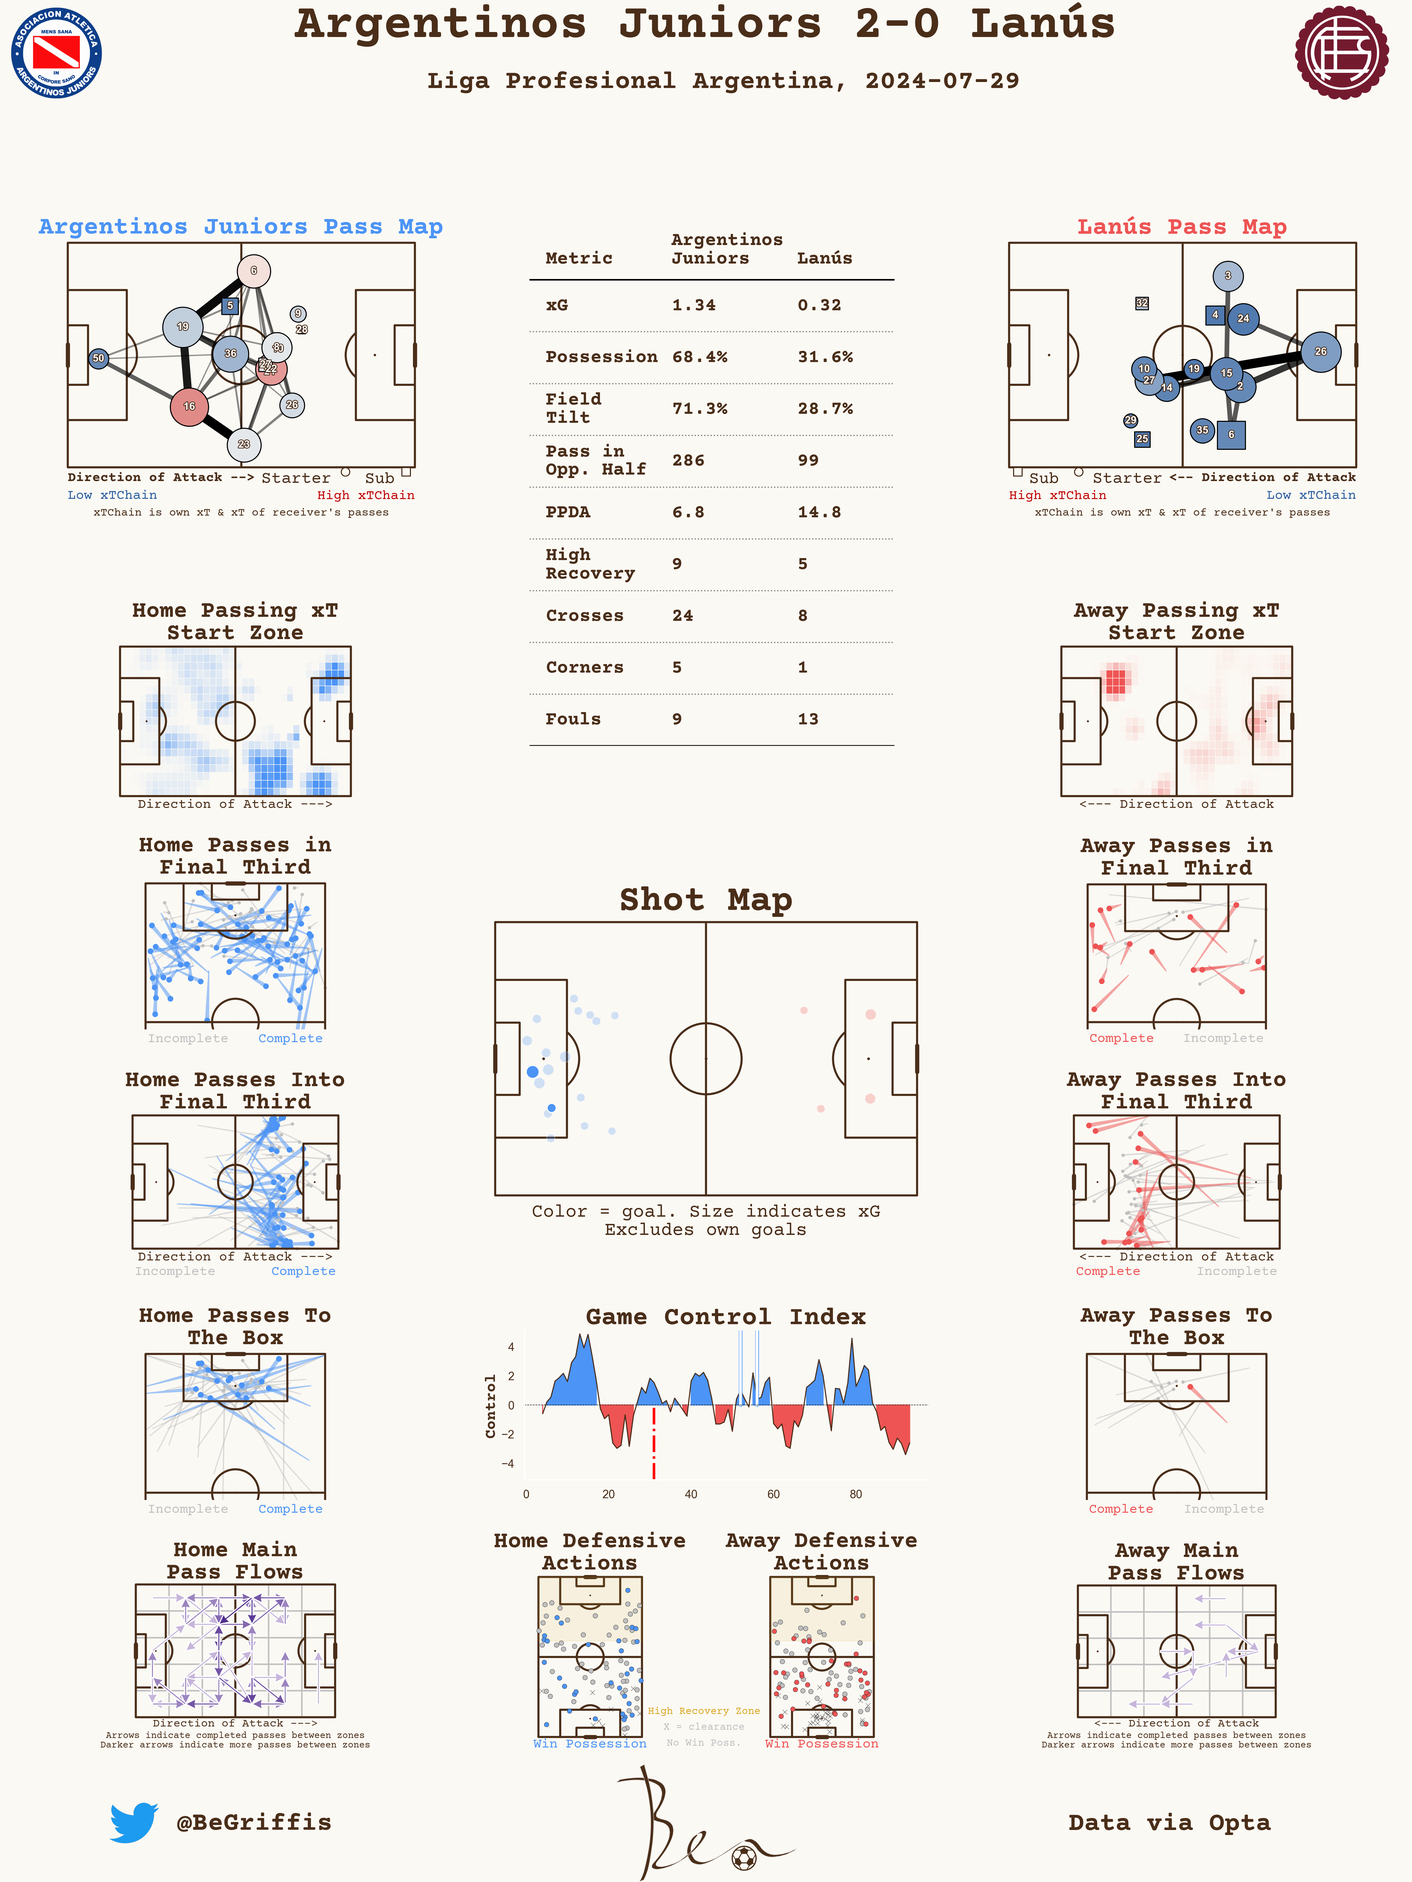 Argentinos Juniors 2-0 Lanús
Liga Profesional Argentina, 2024-07-29
ASOCIACION ATLETICA
MENS SANA
IN
CORPORE SANO
ARGENTINOS JUNIORS
Argentinos Juniors Pass Map
6
5
9
28
19
8
36
50
22
16
26
23
Direction of Attack --> Starter Sub
Low xTChain High xTChain
xTChain is own xT & xT of receiver's passes
Metric Argentinos Juniors Lanús
xG 1.34 0.32
Possession 68.4% 31.6%
Field Tilt 71.3% 28.7%
Pass in Opp. Half 286 99
PPDA 6.8 14.8
High Recovery 9 5
Crosses 24 8
Corners 5 1
Fouls 9 13
Lanús Pass Map
3
32
4
24
26
10
19
15
27
14
2
29
35
6
25
Sub Starter <-- Direction of Attack
High xTChain Low xTChain
xTChain is own xT & xT of receiver's passes
Home Passing xT
Start Zone
Direction of Attack --->
Away Passing xT
Start Zone
<--- Direction of Attack
Home Passes in
Final Third
Incomplete Complete
Away Passes in
Final Third
Complete Incomplete
Shot Map
Color = goal. Size indicates xG
Excludes own goals
Home Passes Into
Final Third
Direction of Attack --->
Incomplete Complete
Away Passes Into
Final Third
<--- Direction of Attack
Complete Incomplete
Home Passes To
The Box
Incomplete Complete
Game Control Index
Control
4
2
0
−2
−4
0 20 40 60 80
Away Passes To
The Box
Complete Incomplete
Home Main
Pass Flows
Direction of Attack --->
Arrows indicate completed passes between zones
Darker arrows indicate more passes between zones
Home Defensive
Actions
Win Possession
High Recovery Zone
X = clearance
No Win Poss.
Away Defensive
Actions
Win Possession
Away Main
Pass Flows
<--- Direction of Attack
Arrows indicate completed passes between zones
Darker arrows indicate more passes between zones
@BeGriffis
Ben
Data via Opta